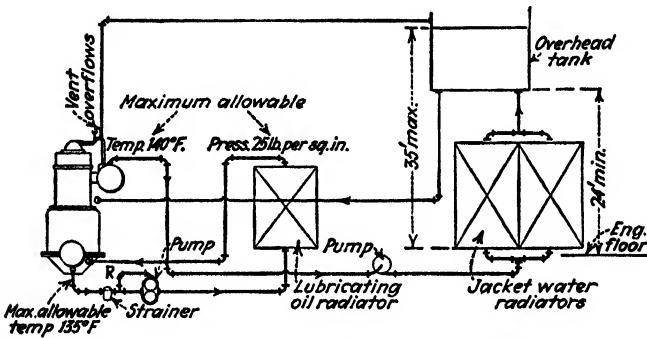 Vent
overflows
Maximum allowable
Temp. 140°F.
Press. 25 lb. per sq. in.
35' max.
Overhead
tank
24' min.
Eng.
floor
Pump
Pump
R
Max. allowable
temp 135°F
Strainer
Lubricating
oil radiator
Jacket water
radiators